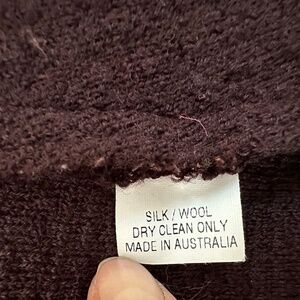 SILK / WOOL
DRY CLEAN ONLY
MADE IN AUSTRALIA